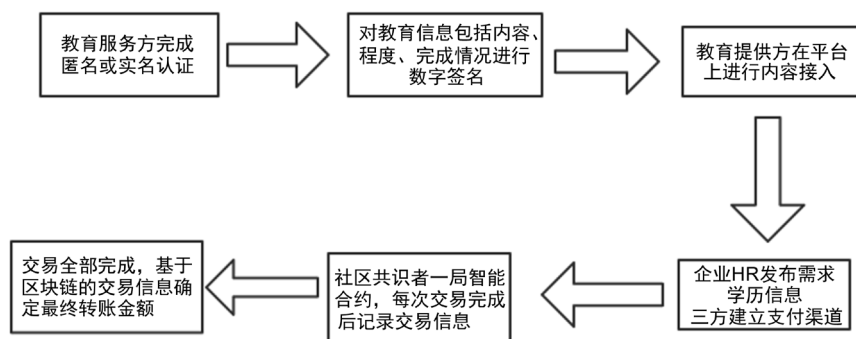 教育服务方完成
匿名或实名认证
对教育信息包括内容、
程度、完成情况进行
数字签名
教育提供方在平台
上进行内容接入
企业HR发布需求
学历信息
三方建立支付渠道
社区共识者一局智能
合约，每次交易完成
后记录交易信息
交易全部完成，基于
区块链的交易信息确
定最终转账金额